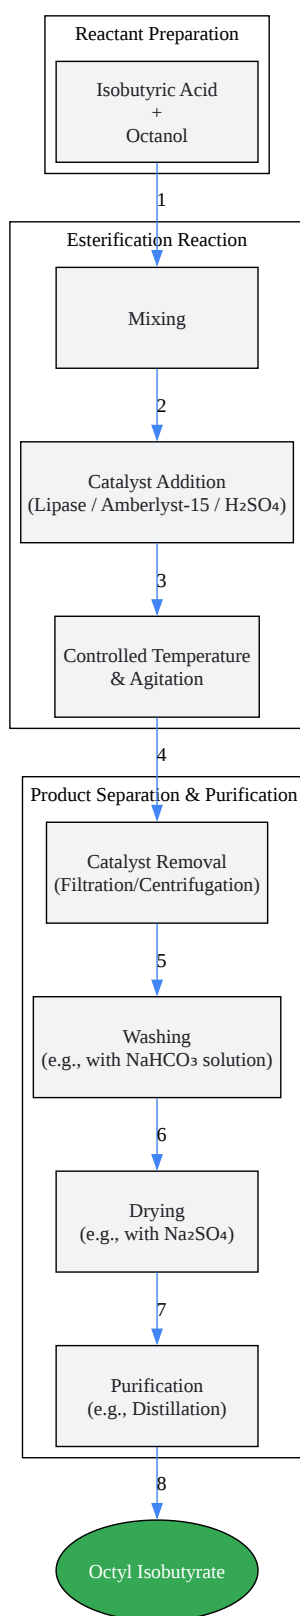 Reactant Preparation
Isobutyric Acid
+
Octanol
1
Esterification Reaction
Mixing
2
Catalyst Addition
(Lipase / Amberlyst-15 / H₂SO₄)
3
Controlled Temperature
& Agitation
4
Product Separation & Purification
Catalyst Removal
(Filtration/Centrifugation)
5
Washing
(e.g., with NaHCO₃ solution)
6
Drying
(e.g., with Na₂SO₄)
7
Purification
(e.g., Distillation)
8
Octyl Isobutyrate